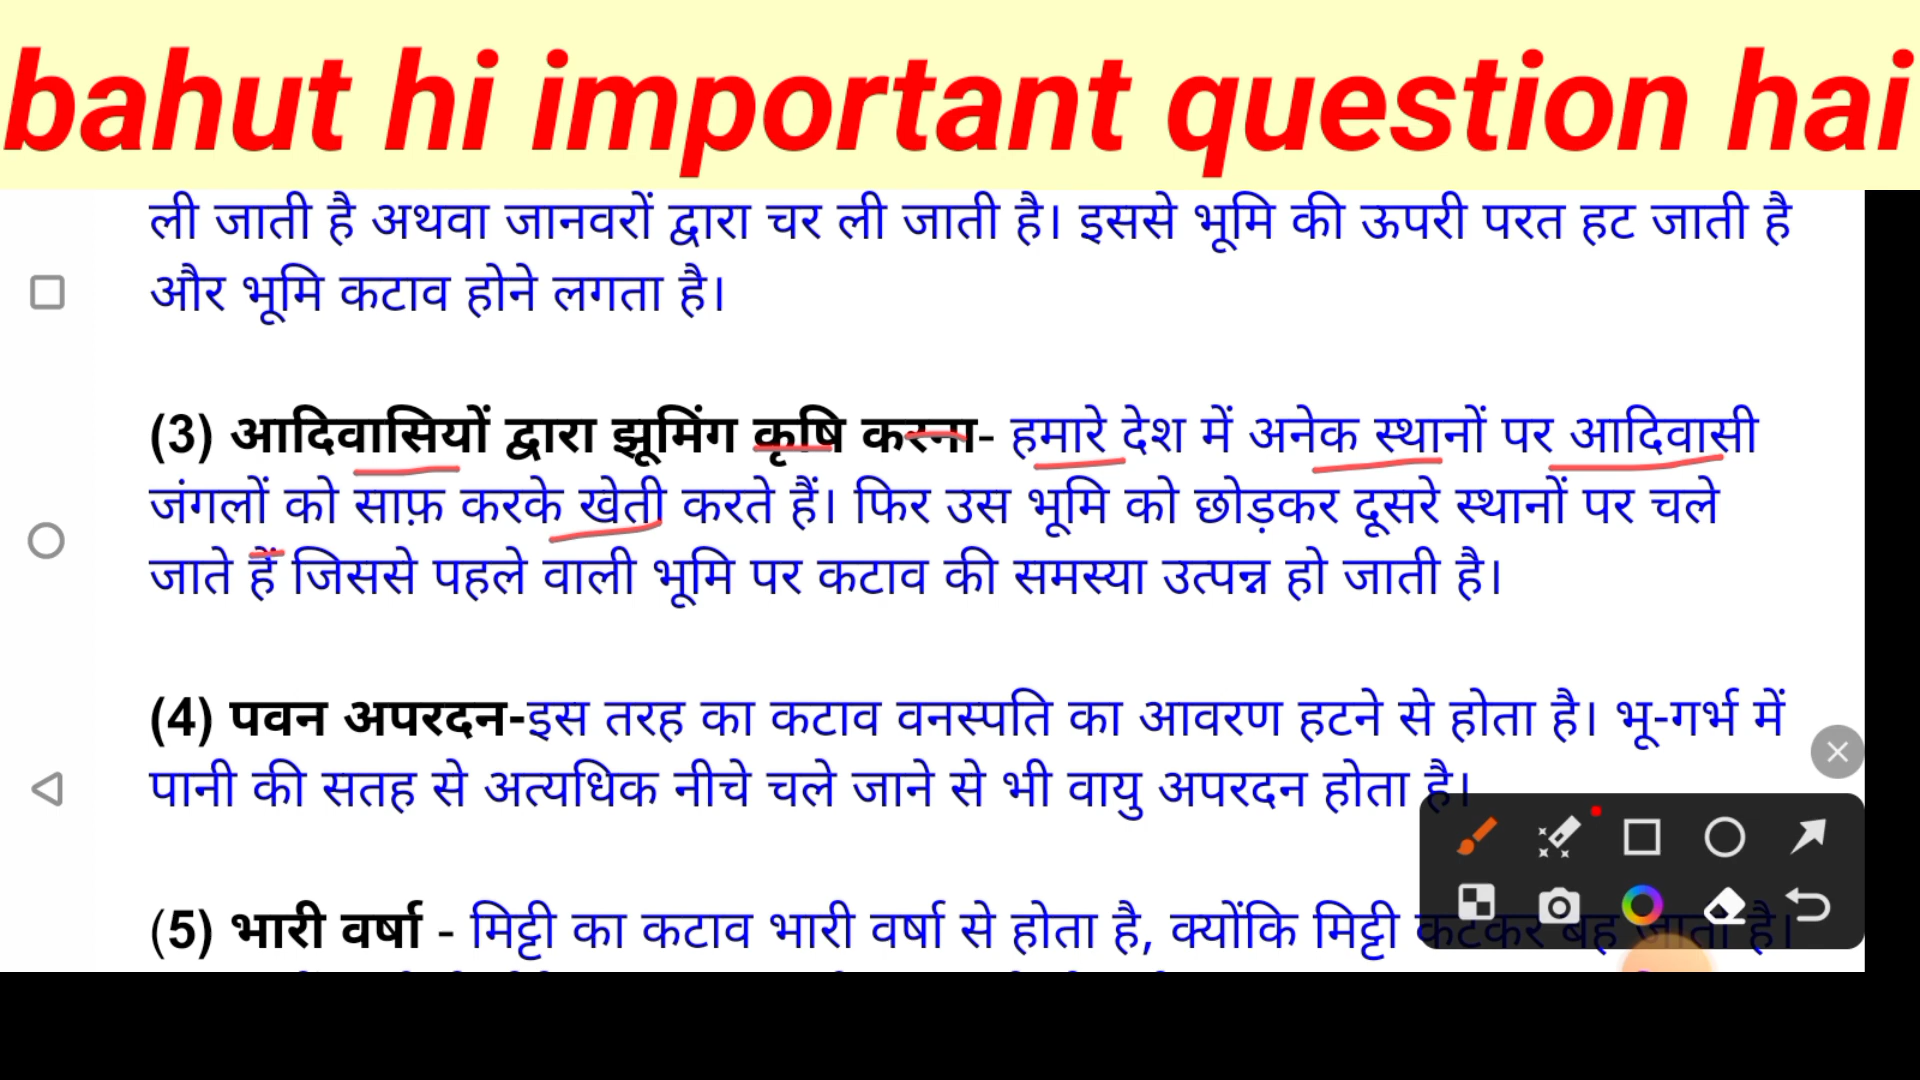 bahut hi important question hai
ली जाती है अथवा जानवरों द्वारा चर ली जाती है। इससे भूमि की ऊपरी परत हट जाती है
और भूमि कटाव होने लगता है।
(3) आदिवासियों द्वारा झूमिंग कृषि करना- हमारे देश में अनेक स्थानों पर आदिवासी
जंगलों को साफ़ करके खेती करते हैं। फिर उस भूमि को छोड़कर दूसरे स्थानों पर चले
जाते हैं जिससे पहले वाली भूमि पर कटाव की समस्या उत्पन्न हो जाती है।
(4) पवन अपरदन-इस तरह का कटाव वनस्पति का आवरण हटने से होता है। भू-गर्भ में
पानी की सतह से अत्यधिक नीचे चले जाने से भी वायु अपरदन होता है।
(5) भारी वर्षा - मिट्टी का कटाव भारी वर्षा से होता है, क्योंकि मिट्टी कटकर बह जाती है।